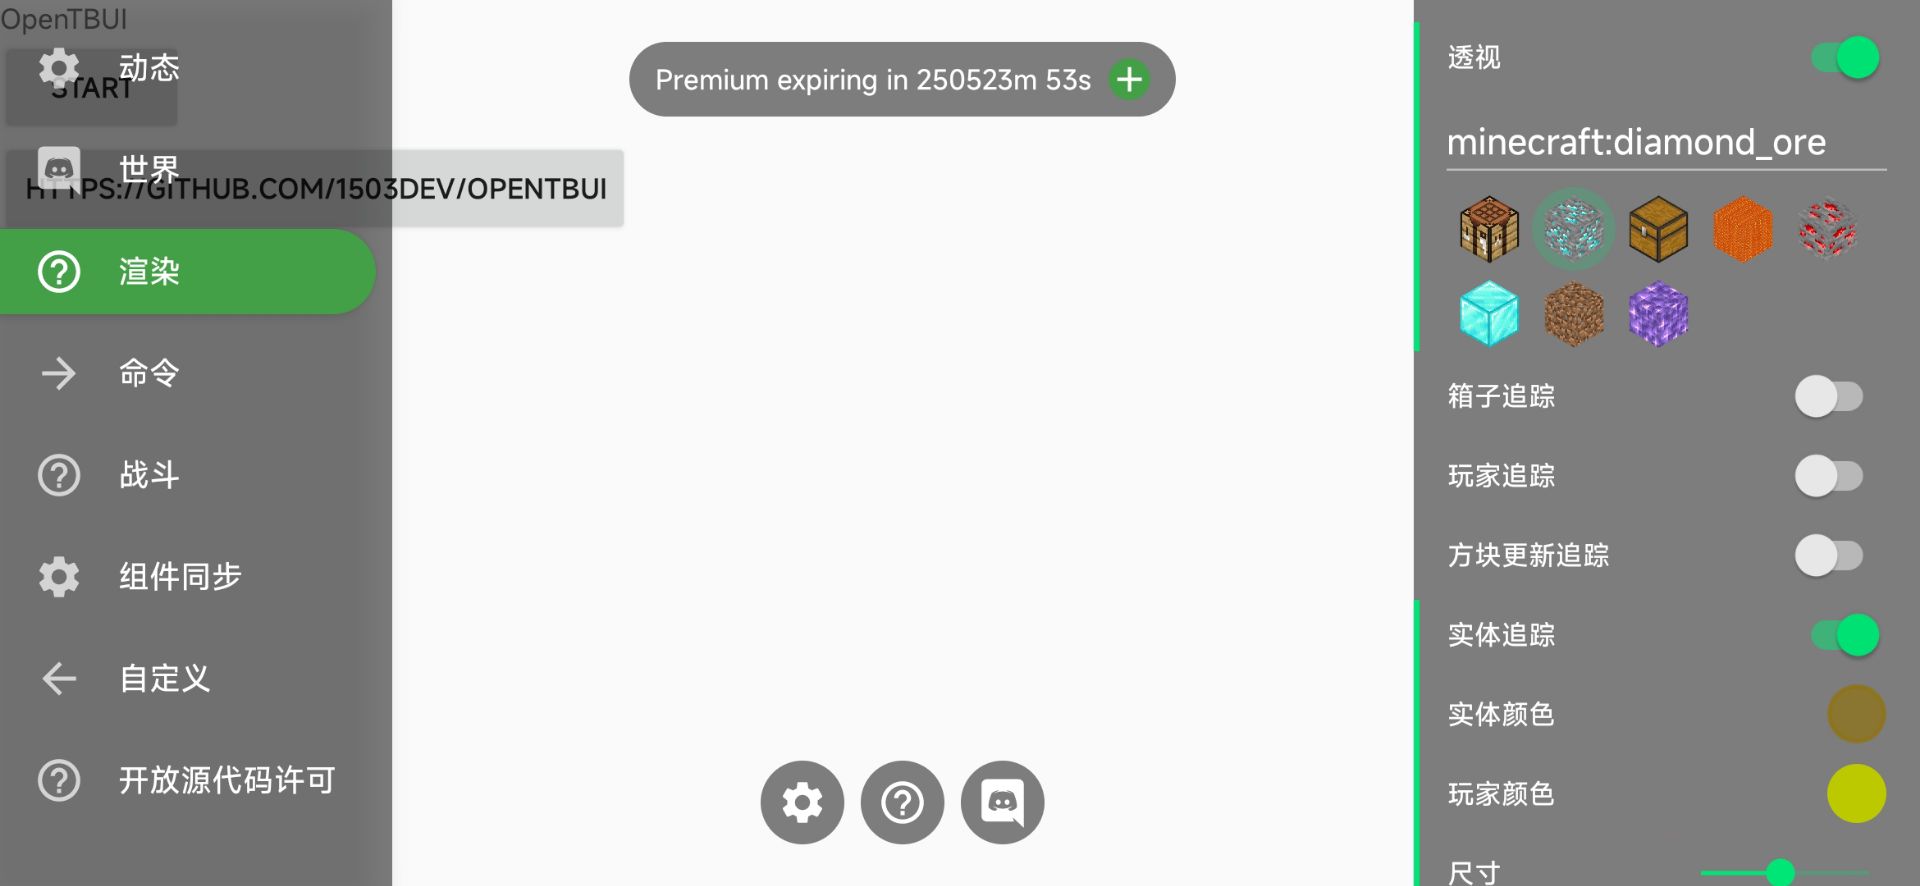 OpenTBUI
动态
START
世界
HTTPS://GITHUB.COM/1503DEV/OPENTBUI
渲染
命令
战斗
组件同步
自定义
开放源代码许可
Premium expiring in 250523m 53s
透视
minecraft:diamond_ore
箱子追踪
玩家追踪
方块更新追踪
实体追踪
实体颜色
玩家颜色
尺寸